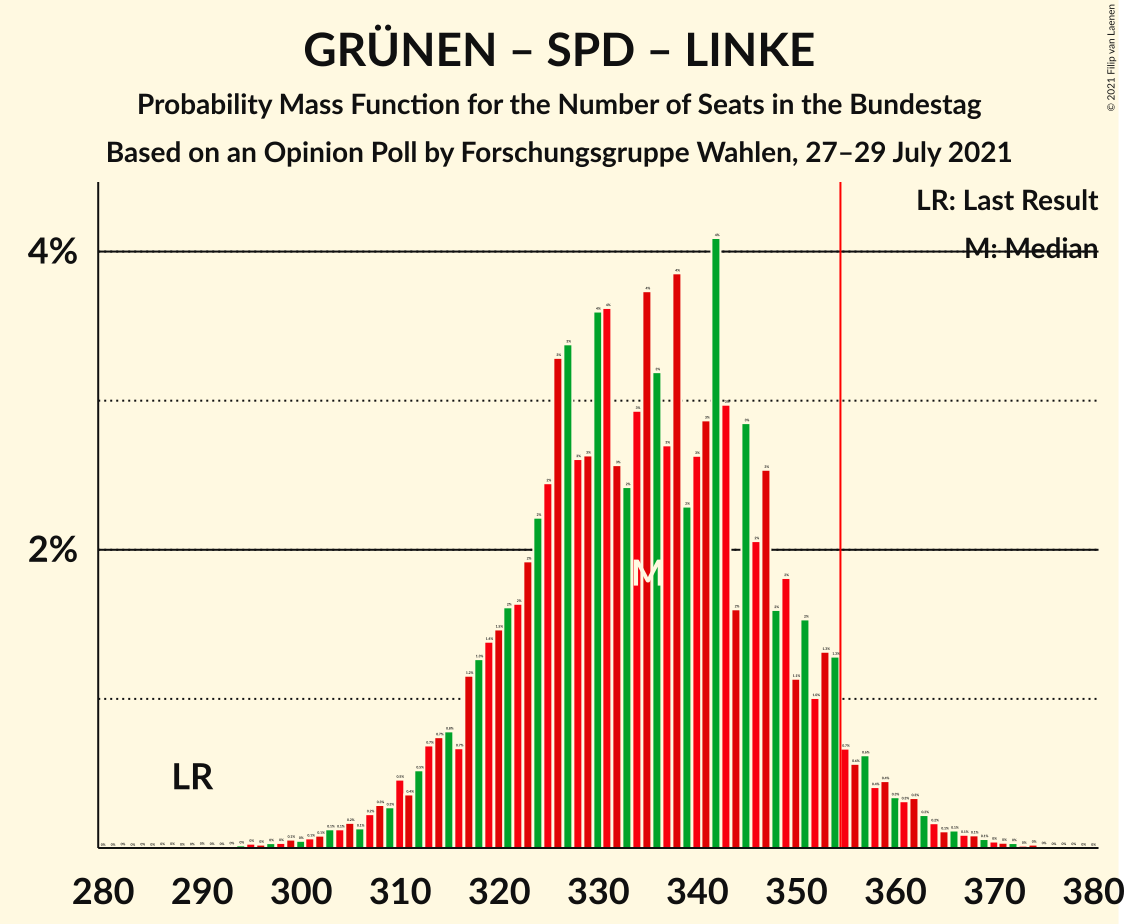 GRÜNEN – SPD – LINKE
Probability Mass Function for the Number of Seats in the Bundestag
Based on an Opinion Poll by Forschungsgruppe Wahlen, 27–29 July 2021
© 2021 Filip van Laenen
LR: Last Result
M: Median
4%
2%
M
LR
280 290 300 310 320 330 340 350 360 370 380